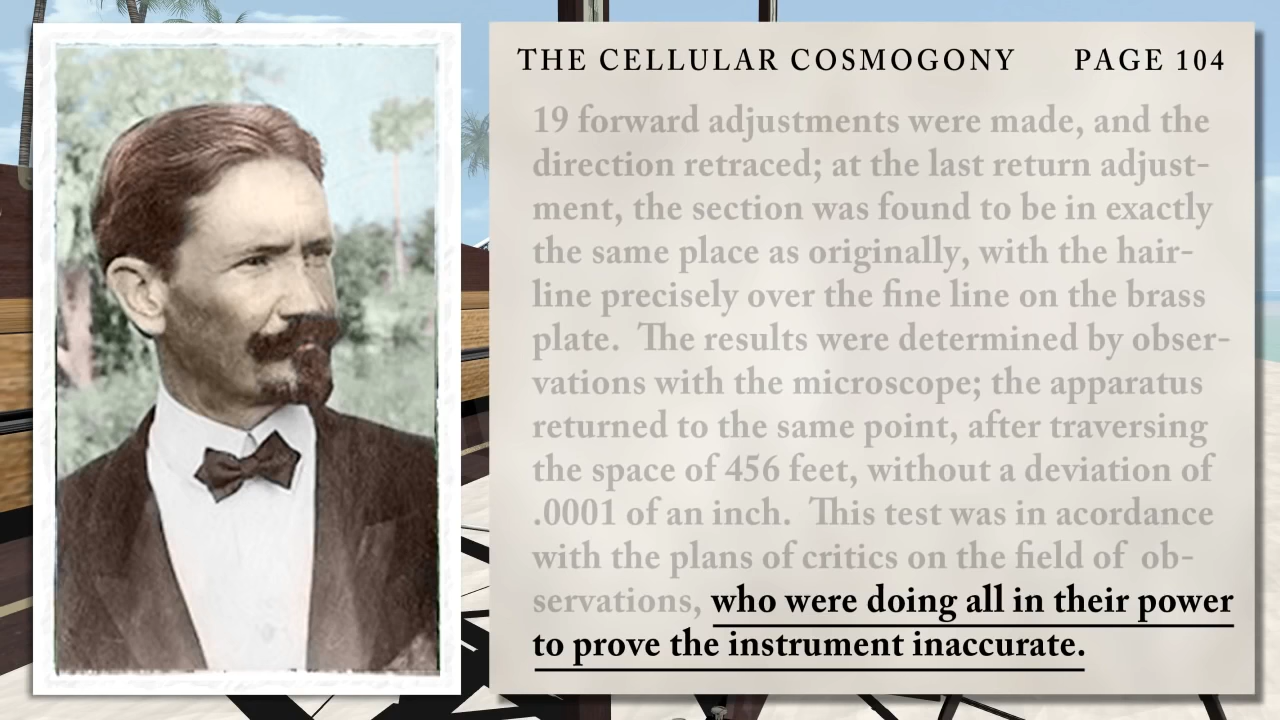 THE CELLULAR COSMOGONY PAGE 104
19 forward adjustments were made, and the
direction retraced; at the last return adjust-
ment, the section was found to be in exactly
the same place as originally, with the hair-
line precisely over the fine line on the brass
plate. The results were determined by obser-
vations with the microscope; the apparatus
returned to the same point, after traversing
the space of 456 feet, without a deviation of
.0001 of an inch. This test was in acordance
with the plans of critics on the field of ob-
servations, who were doing all in their power
to prove the instrument inaccurate.